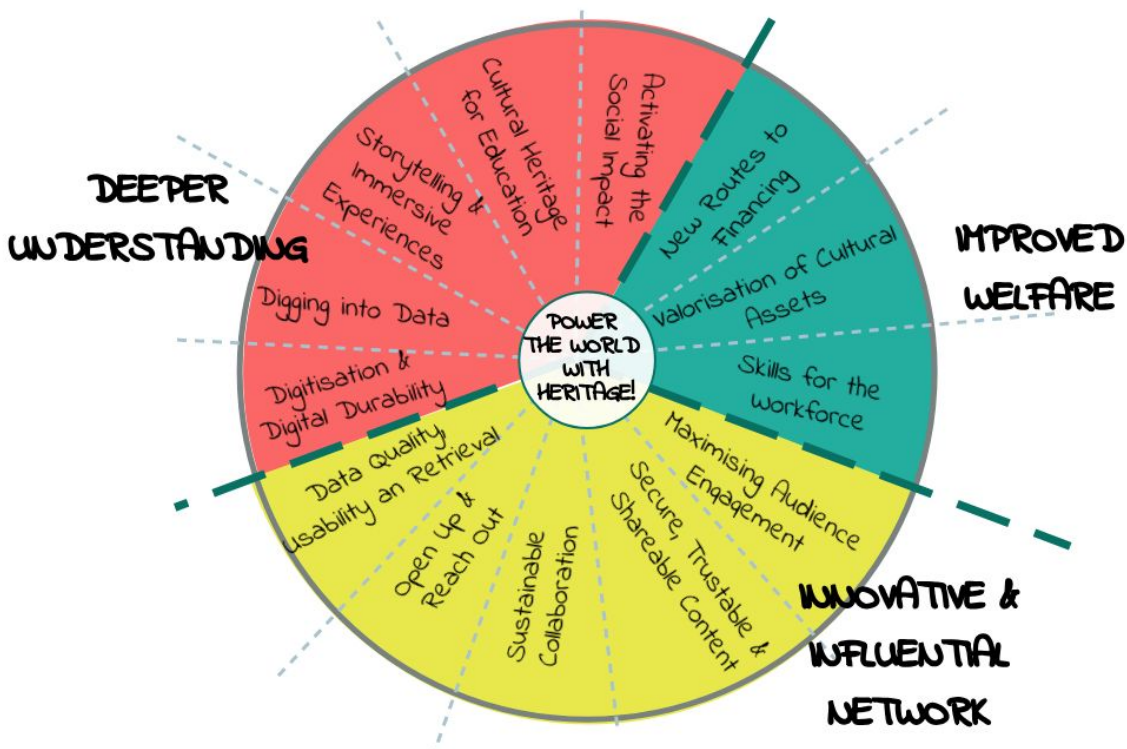 DEEPER
UNDERSTANDING
Digitisation &
Digital Durability
Digging into Data
Storytelling &
Immersive
Experiences
Cultural Heritage
for Education
Activating the
Social Impact
New Routes to
Financing
Valorisation of Cultural
Assets
Skills for the
Workforce
IMPROVED
WELFARE
POWER
THE WORLD
WITH
HERITAGE!
Maximising Audience
Engagement
Secure, Trustable &
Shareable Content
Sustainable
Collaboration
Open Up &
Reach Out
Data Quality,
Usability an Retrieval
INNOVATIVE &
INFLUENTIAL
NETWORK